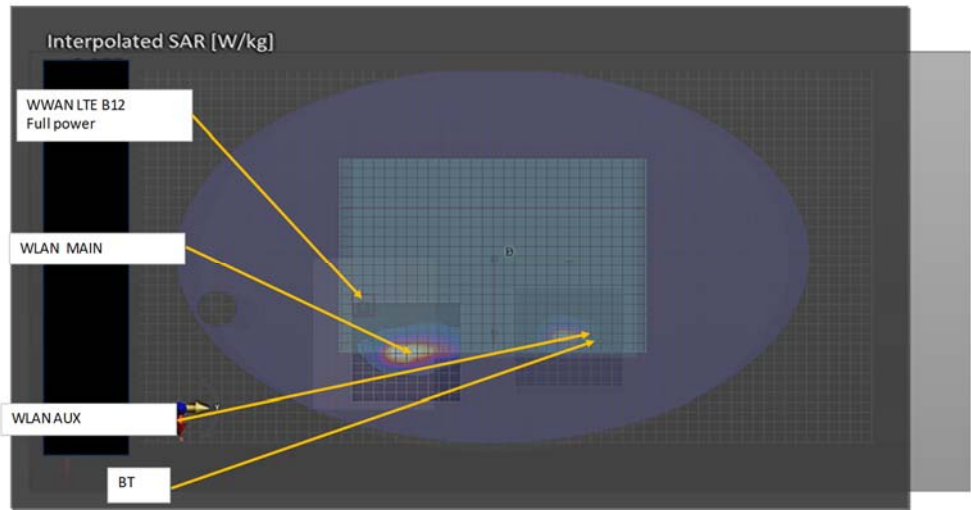 Interpolated SAR [W/kg]
WWAN LTE B12
Full power
WLAN MAIN
WLAN AUX
BT